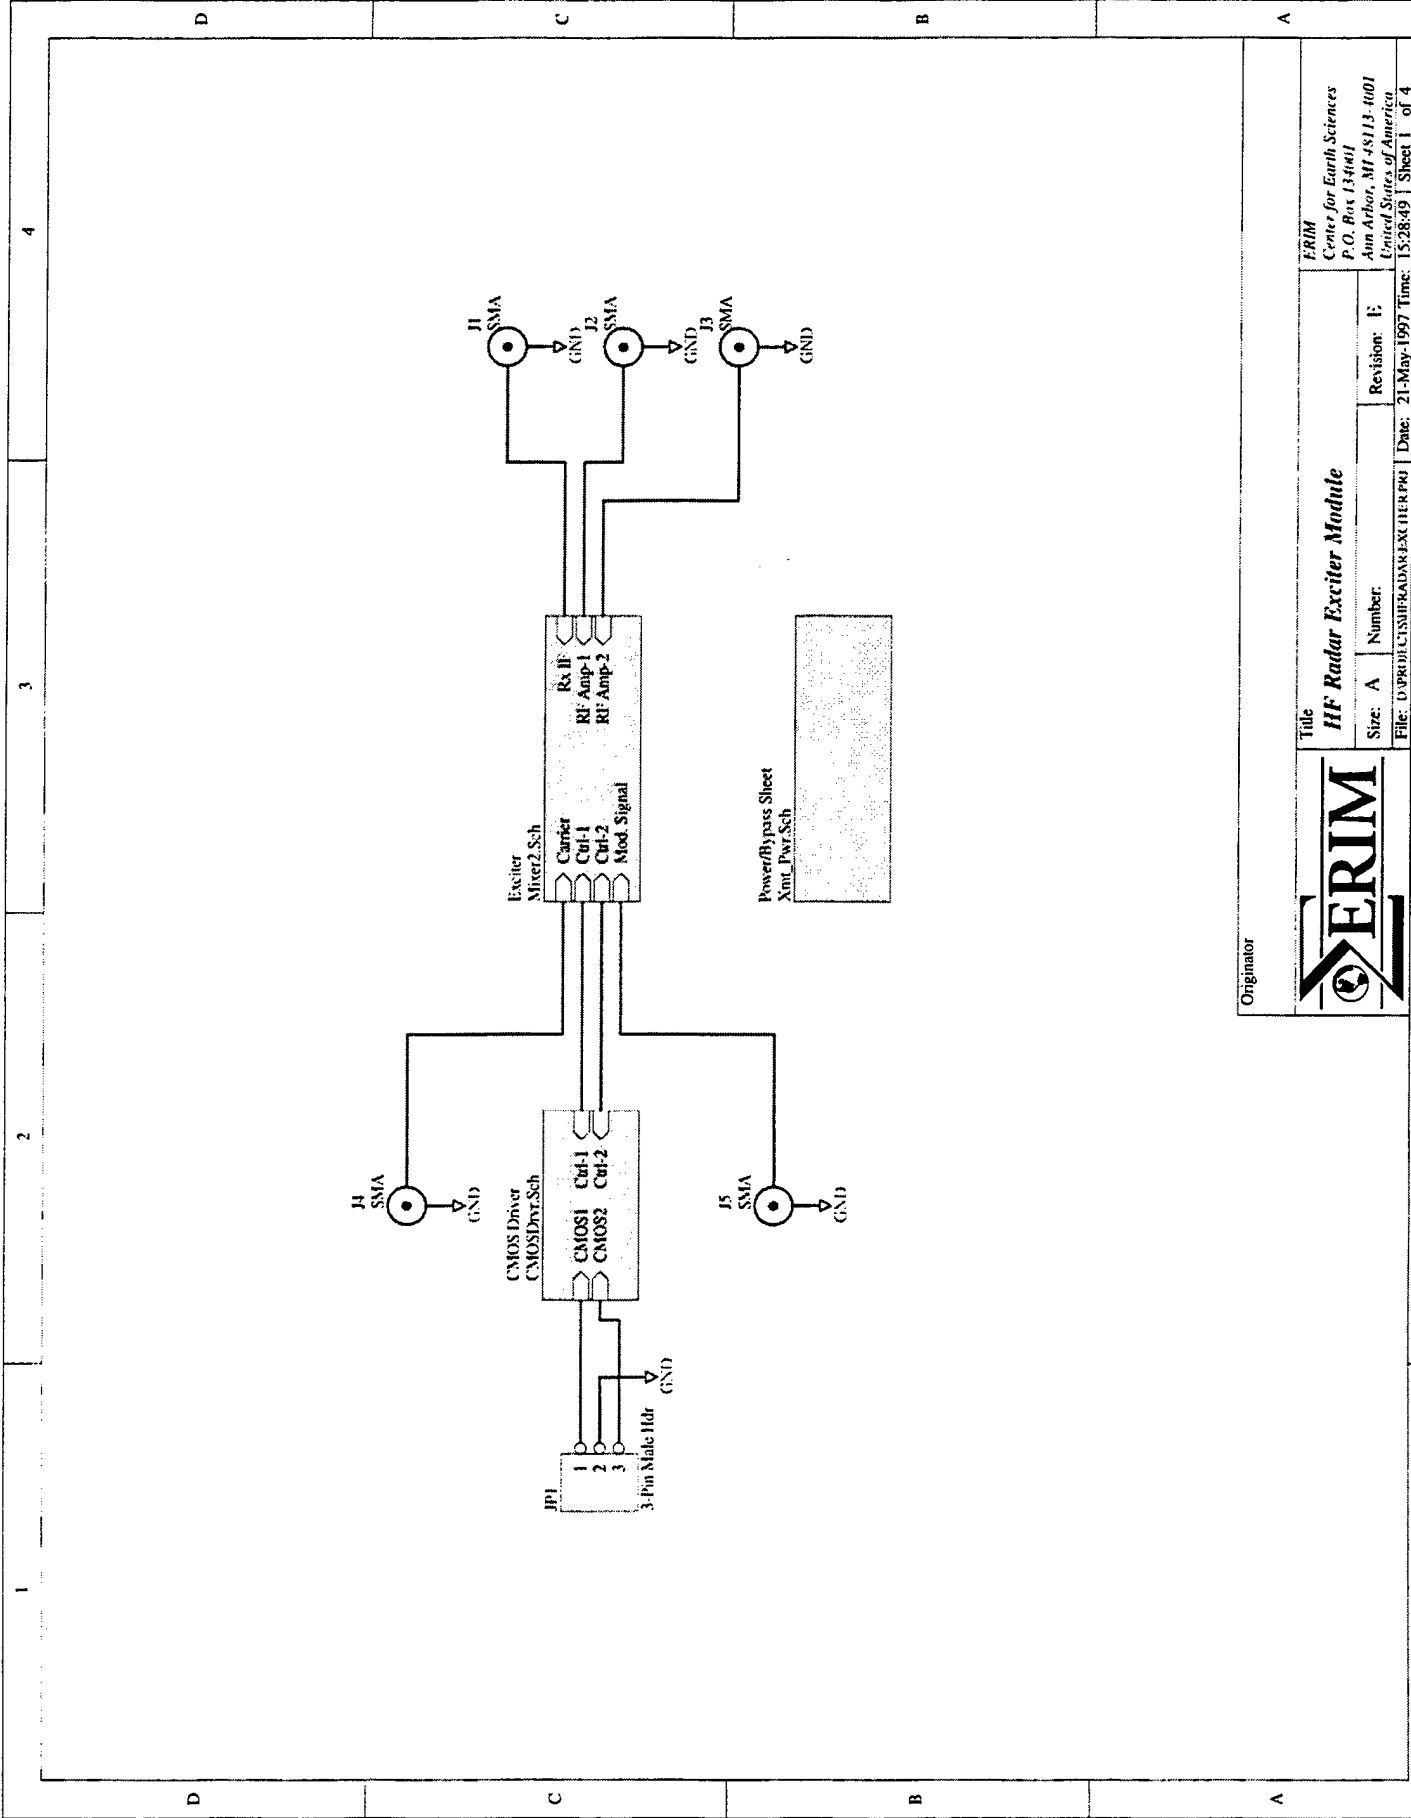 1
2
3
4
D
D
C
C
B
B
A
A
J1
SMA
GND
J2
SMA
GND
J3
SMA
GND
J4
SMA
GND
Exciter
Mixer2.Sch
Carrier
Rx IF
Ctrl-1
RF Amp-1
Ctrl-2
RF Amp-2
Mod. Signal
CMOS Driver
CMOSDrvr.Sch
CMOS1
Ctrl-1
CMOS2
Ctrl-2
JP1
1
2
3
3-Pin Male Hdr
GND
J5
SMA
GND
Power/Bypass Sheet
Xmt_Pwr.Sch
Originator
ERIM
Title
HF Radar Exciter Module
Size: A
Number:
Revision: E
File:
Date: 21-May-1997
Time: 15:28:49
Sheet 1 of 4
ERIM
Center for Earth Sciences
P.O. Box 134001
Ann Arbor, MI 48113-4001
United States of America